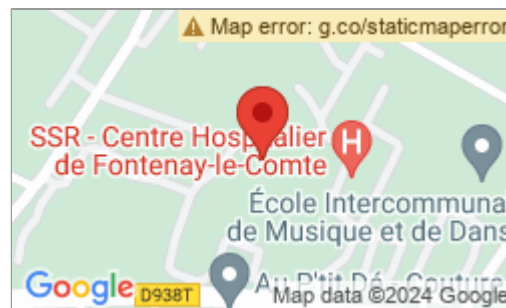 Map error: g.co/staticmaperror
SSR - Centre Hospitalier
de Fontenay-le-Comte
H
École Intercommuna
de Musique et de Dans
Google
D938T
Au P'tit Dé - Couture
Map data ©2024 Google